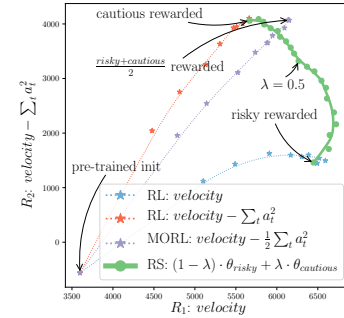 cautious rewarded
4000
risky+cautious
2
rewarded
3000
λ = 0.5
R₂: velocity − ∑ₜ aₜ²
risky rewarded
2000
pre-trained init
1000
RL: velocity
RL: velocity − ∑ₜ aₜ²
0
MORL: velocity − ½ ∑ₜ aₜ²
RS: (1 − λ) · θrisky + λ · θcautious
3500 4000 4500 5000 5500 6000 6500
R₁: velocity